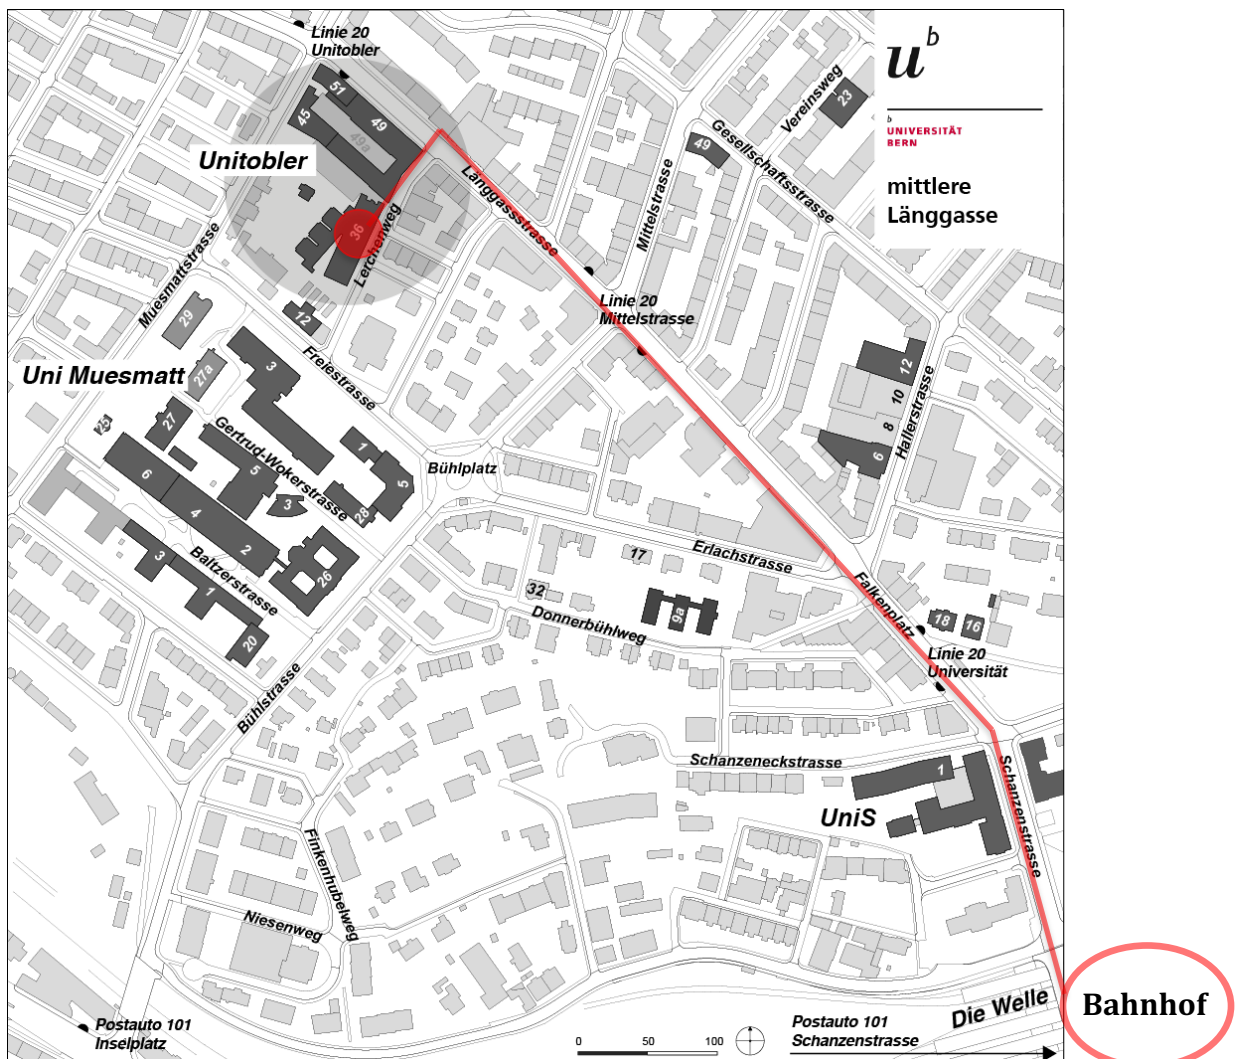 Linie 20
Unitobler
u
b
b
UNIVERSITÄT
BERN
mittlere
Länggasse
51
49
45
49a
Unitobler
36
Lerchenweg
Länggassstrasse
Mittelstrasse
49
Vereinsweg
23
Gesellschaftsstrasse
Muesmattstrasse
29
12
Linie 20
Mittelstrasse
Uni Muesmatt
27a
3
Freiestrasse
12
10
8
6
Hallerstrasse
25
27
Gertrud-Wokerstrasse
1
5
5
Bühlplatz
6
4
2
3
28
26
Baltzerstrasse
3
1
20
17
Erlachstrasse
32
Donnerbühlweg
9a
Falkenplatz
18
16
Linie 20
Universität
Bühlstrasse
Schanzeneckstrasse
1
UniS
Schanzenstrasse
Finkenhubelweg
Niesenweg
Die Welle
Bahnhof
Postauto 101
Inselplatz
0
50
100
Postauto 101
Schanzenstrasse